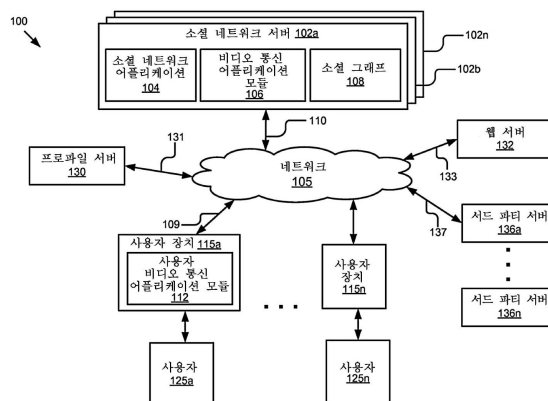 100
소셜 네트워크 서버 102a
소셜 네트워크
어플리케이션
104
비디오 통신
어플리케이션
모듈
106
소셜 그래프
108
102n
102b
110
131
프로파일 서버
130
네트워크
105
웹 서버
132
133
109
137
사용자 장치 115a
사용자
비디오 통신
어플리케이션 모듈
112
사용자
장치
115n
서드 파티 서버
136a
서드 파티 서버
136n
사용자
125a
사용자
125n